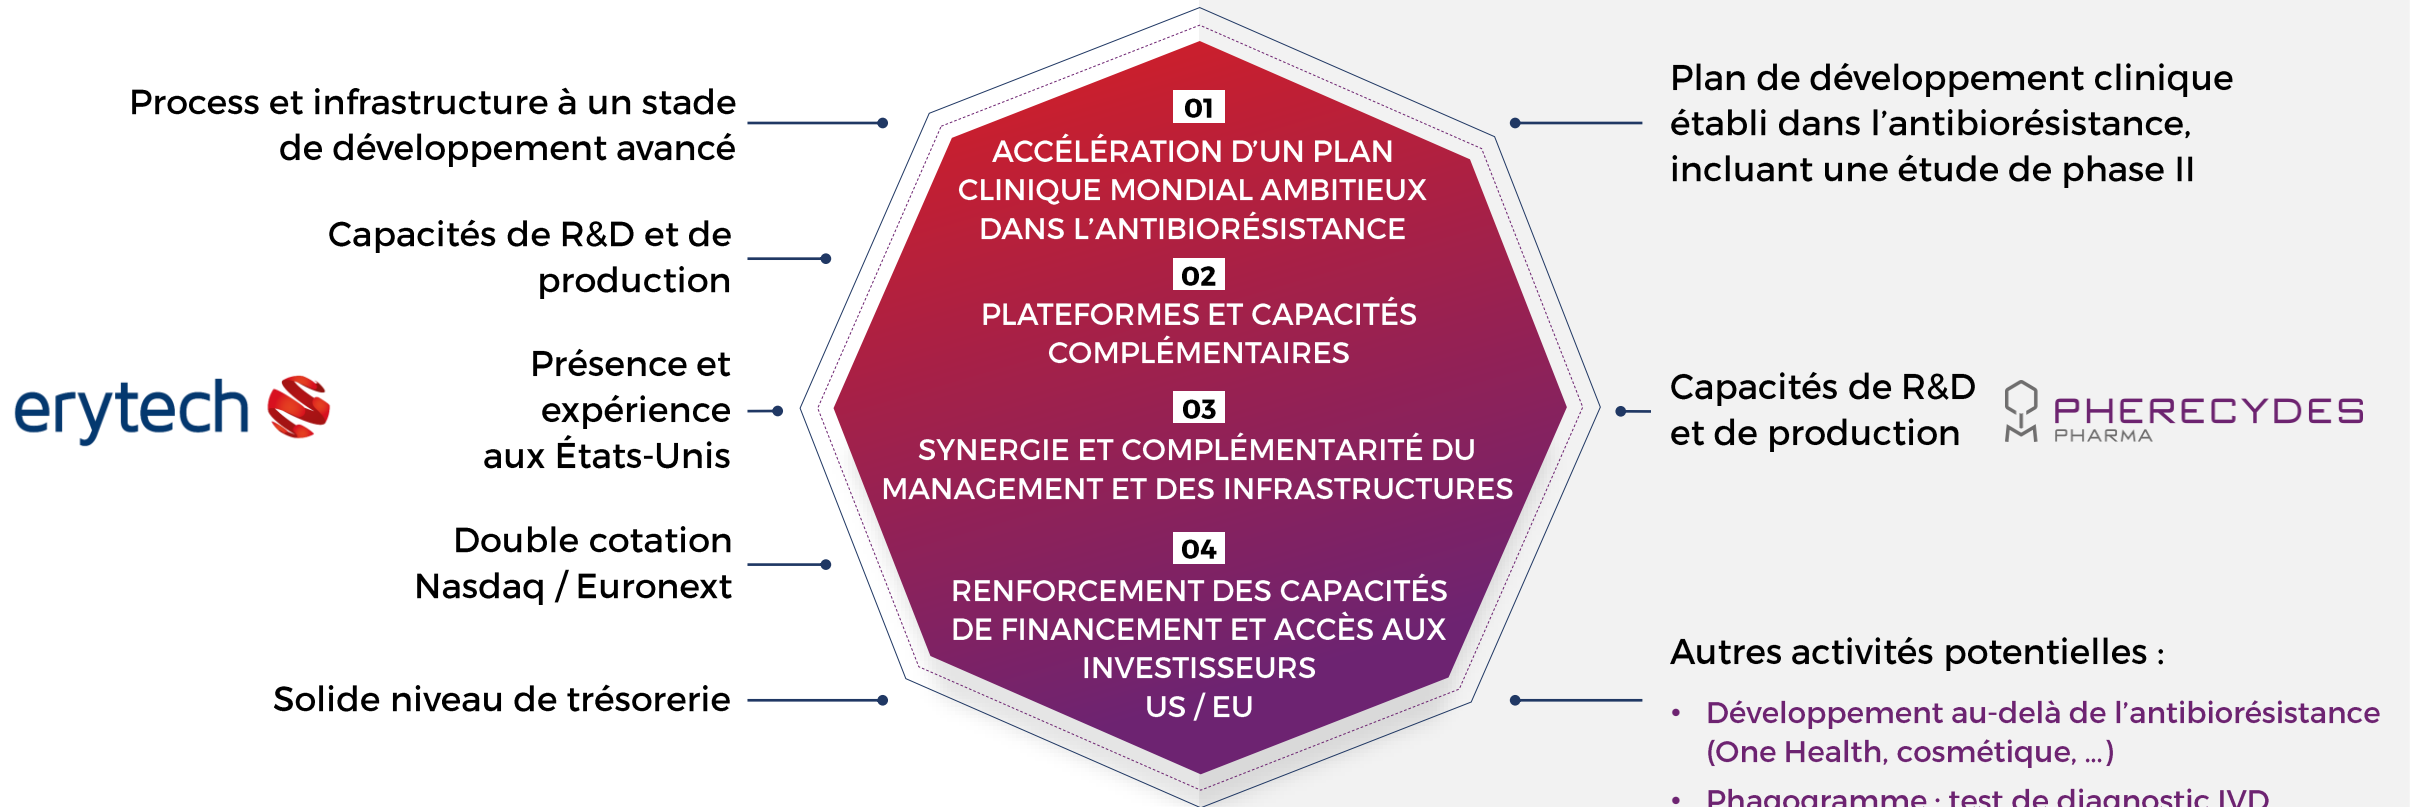 Process et infrastructure à un stade
de développement avancé
Capacités de R&D et de
production
Présence et
expérience
aux États-Unis
Double cotation
Nasdaq / Euronext
Solide niveau de trésorerie
erytech
01
ACCÉLÉRATION D’UN PLAN
CLINIQUE MONDIAL AMBITIEUX
DANS L’ANTIBIORÉSISTANCE
02
PLATEFORMES ET CAPACITÉS
COMPLÉMENTAIRES
03
SYNERGIE ET COMPLÉMENTARITÉ DU
MANAGEMENT ET DES INFRASTRUCTURES
04
RENFORCEMENT DES CAPACITÉS
DE FINANCEMENT ET ACCÈS AUX
INVESTISSEURS
US / EU
Plan de développement clinique
établi dans l’antibiorésistance,
incluant une étude de phase II
Capacités de R&D
et de production
PHERECYDES
PHARMA
Autres activités potentielles :
• Développement au-delà de l’antibiorésistance
(One Health, cosmétique, …)
• Phagogramme : test de diagnostic IVD